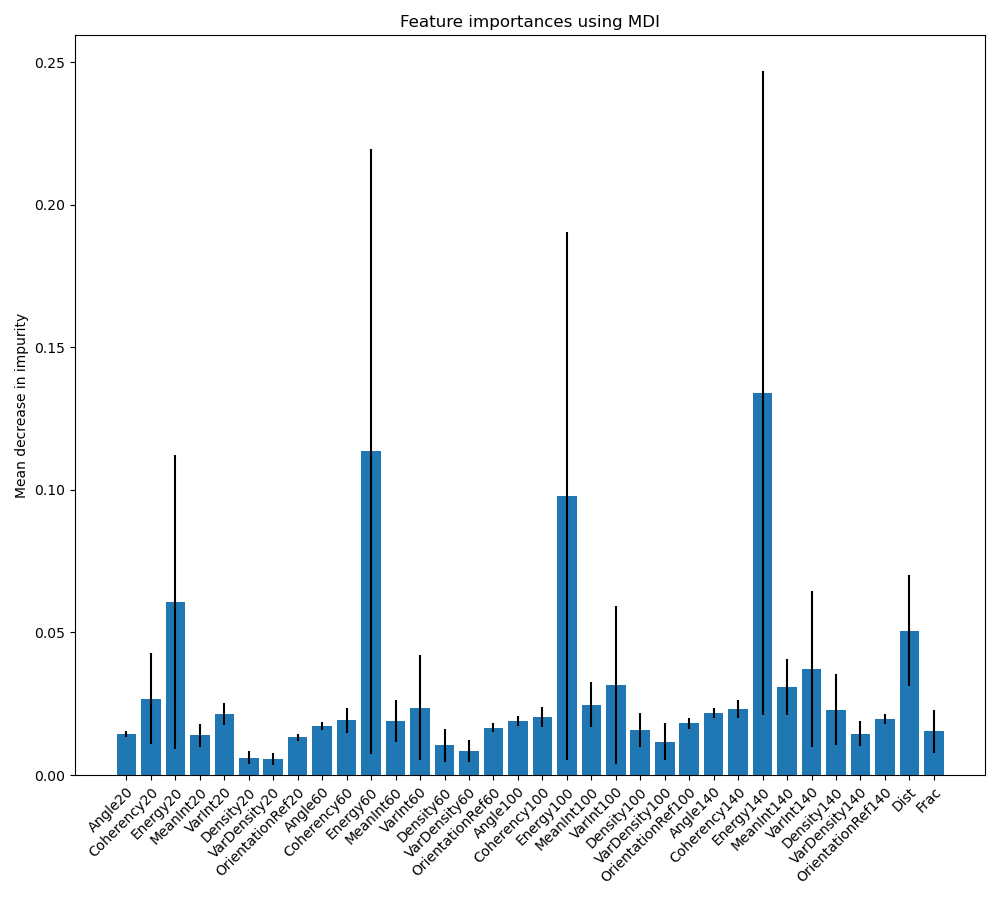 Feature importances using MDI
Mean decrease in impurity
0.25
0.20
0.15
0.10
0.05
0.00
Angle20
Coherency20
Energy20
MeanInt20
VarInt20
Density20
VarDensity20
OrientationRef20
Angle60
Coherency60
Energy60
MeanInt60
VarInt60
Density60
VarDensity60
OrientationRef60
Angle100
Coherency100
Energy100
MeanInt100
VarInt100
Density100
VarDensity100
OrientationRef100
Angle140
Coherency140
Energy140
MeanInt140
VarInt140
Density140
VarDensity140
OrientationRef140
Dist
Frac